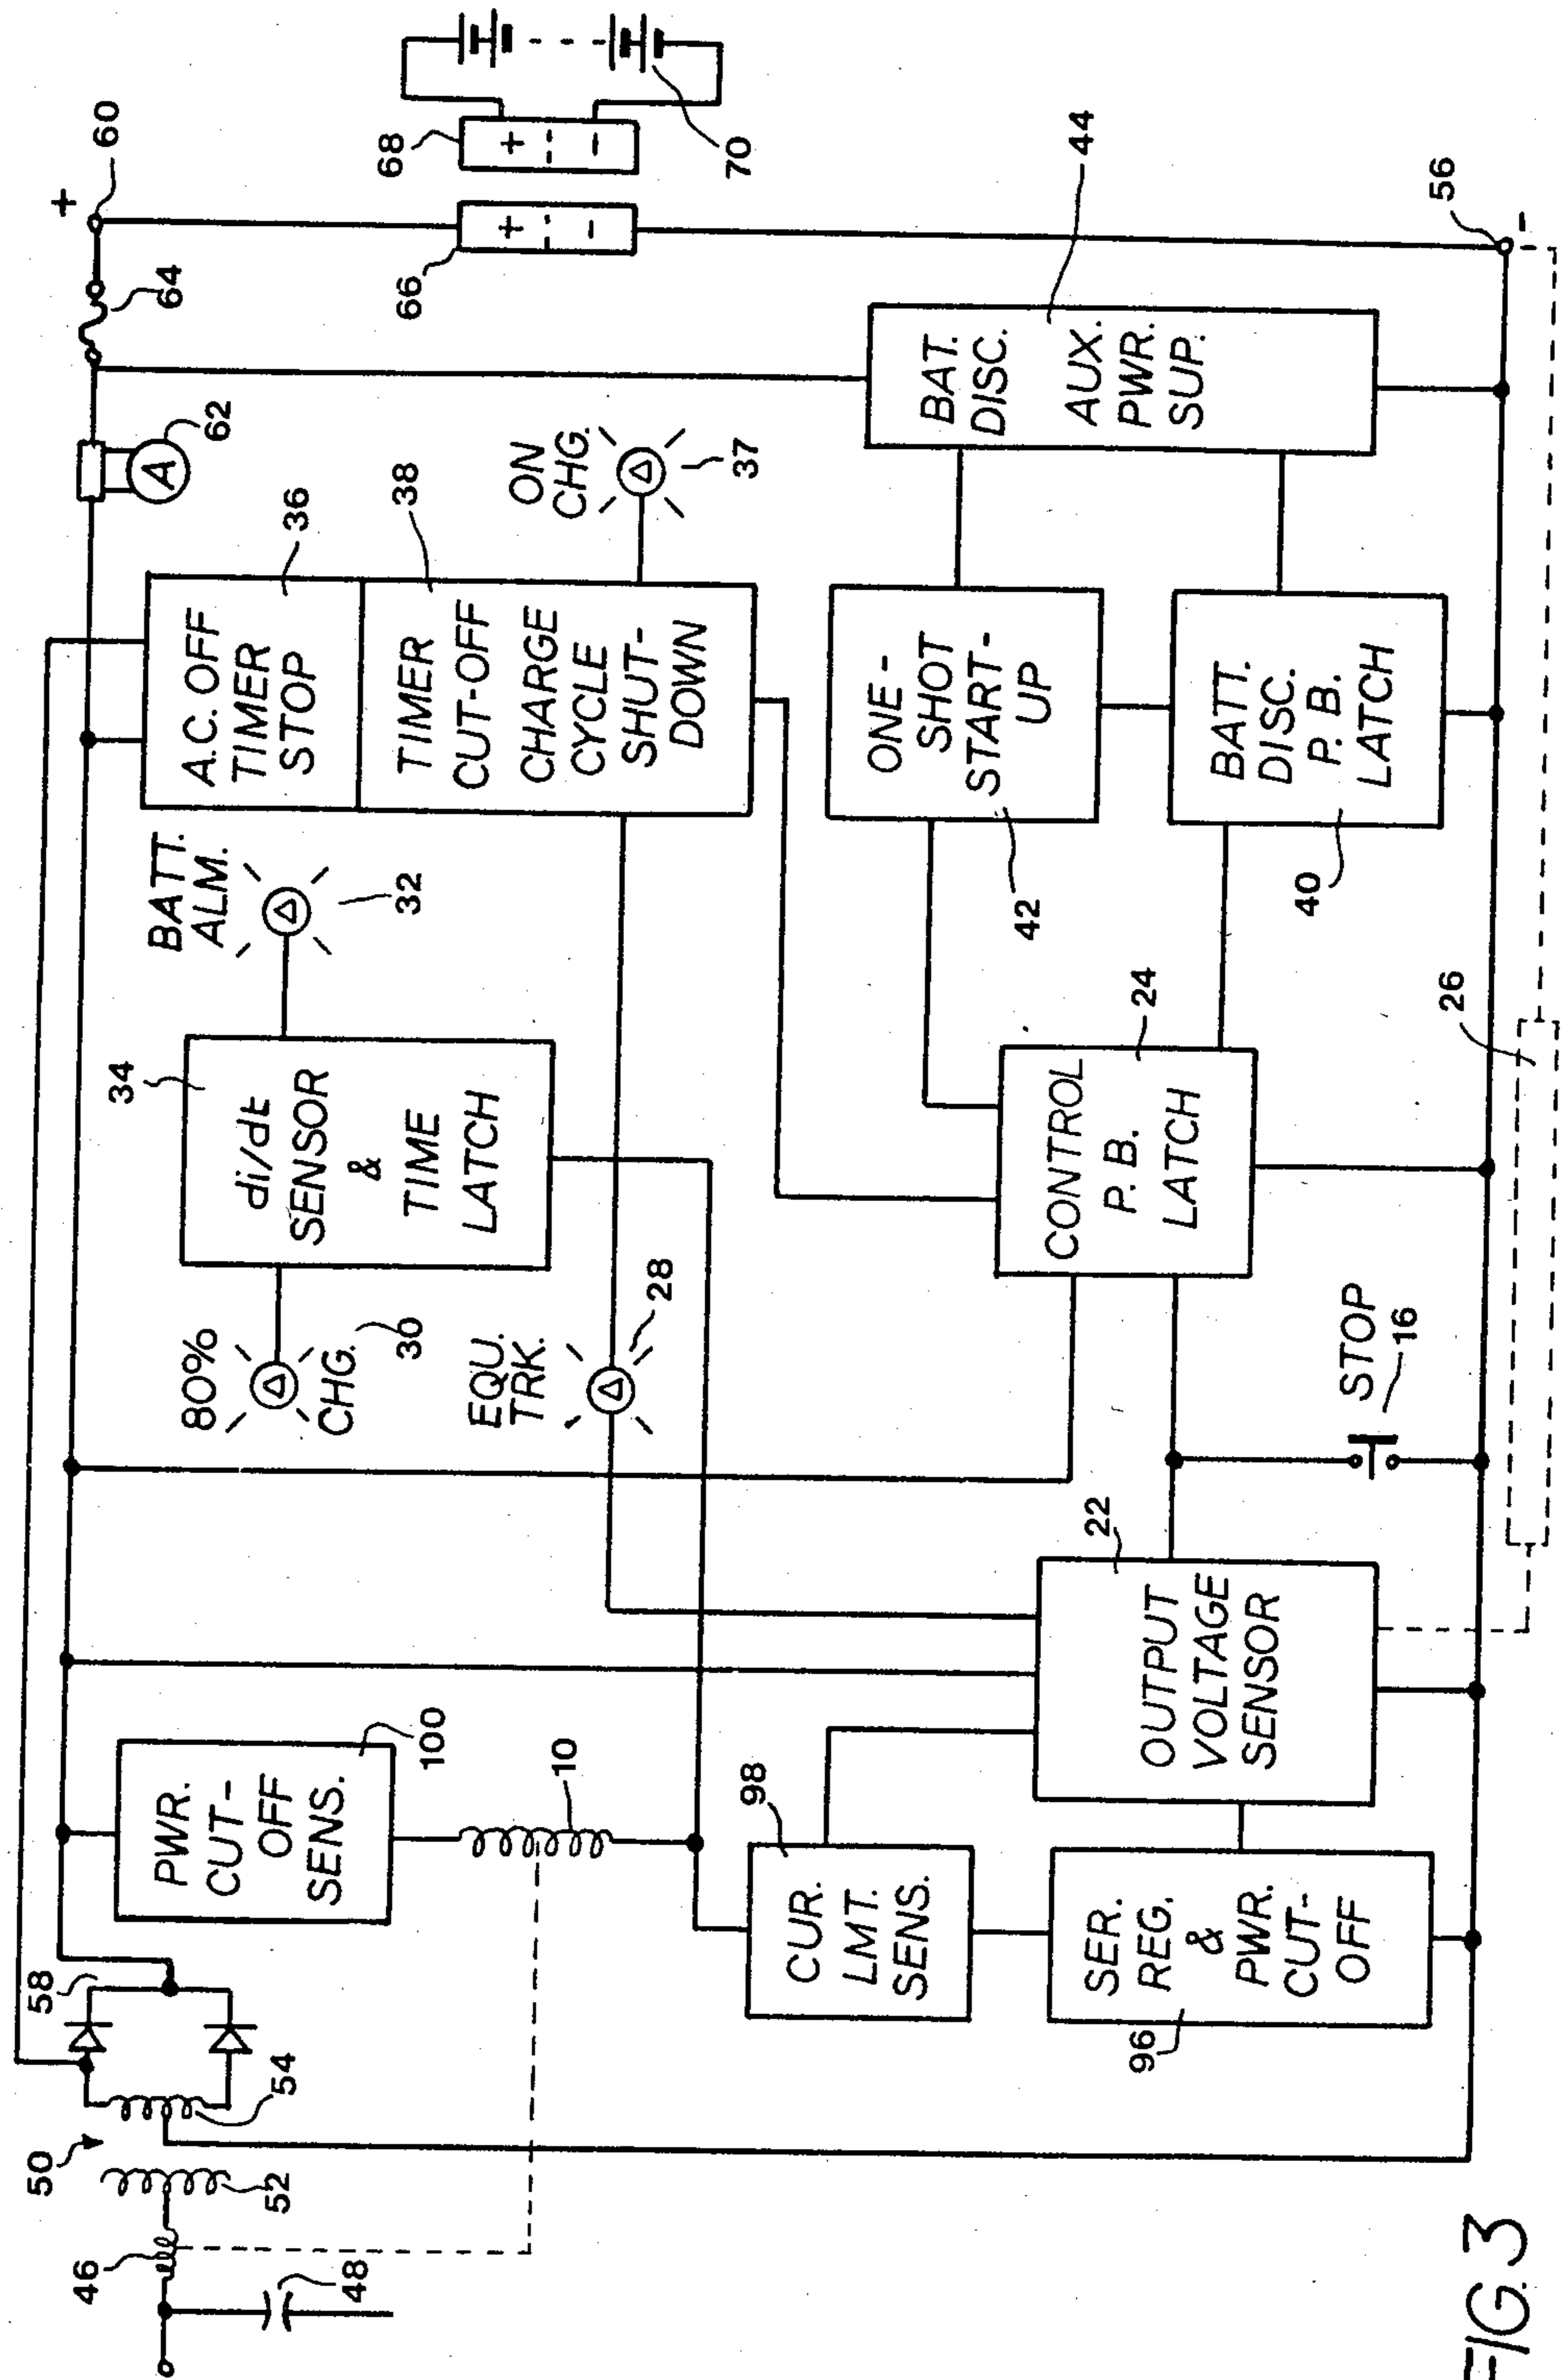 50
46
48
52
54
58
PWR.
CUT-
OFF
SENS.
100
10
98
CUR.
LMT.
SENS.
SER.
REG.
&
PWR.
CUT-
OFF
96
80%
CHG.
30
EQU.
TRK.
28
34
di/dt
SENSOR
&
TIME
LATCH
BATT.
ALM.
32
A.C. OFF
TIMER
STOP
36
TIMER
CUT-OFF
CHARGE
CYCLE
SHUT-
DOWN
38
ON
CHG.
37
A
62
64
+
60
66
+
-
68
+
-
70
22
OUTPUT
VOLTAGE
SENSOR
STOP
16
CONTROL
P. B.
LATCH
24
ONE-
SHOT
START-
UP
42
BATT.
DISC.
P. B.
LATCH
40
BAT.
DISC.
AUX.
PWR.
SUP.
44
26
56
-
FIG. 3